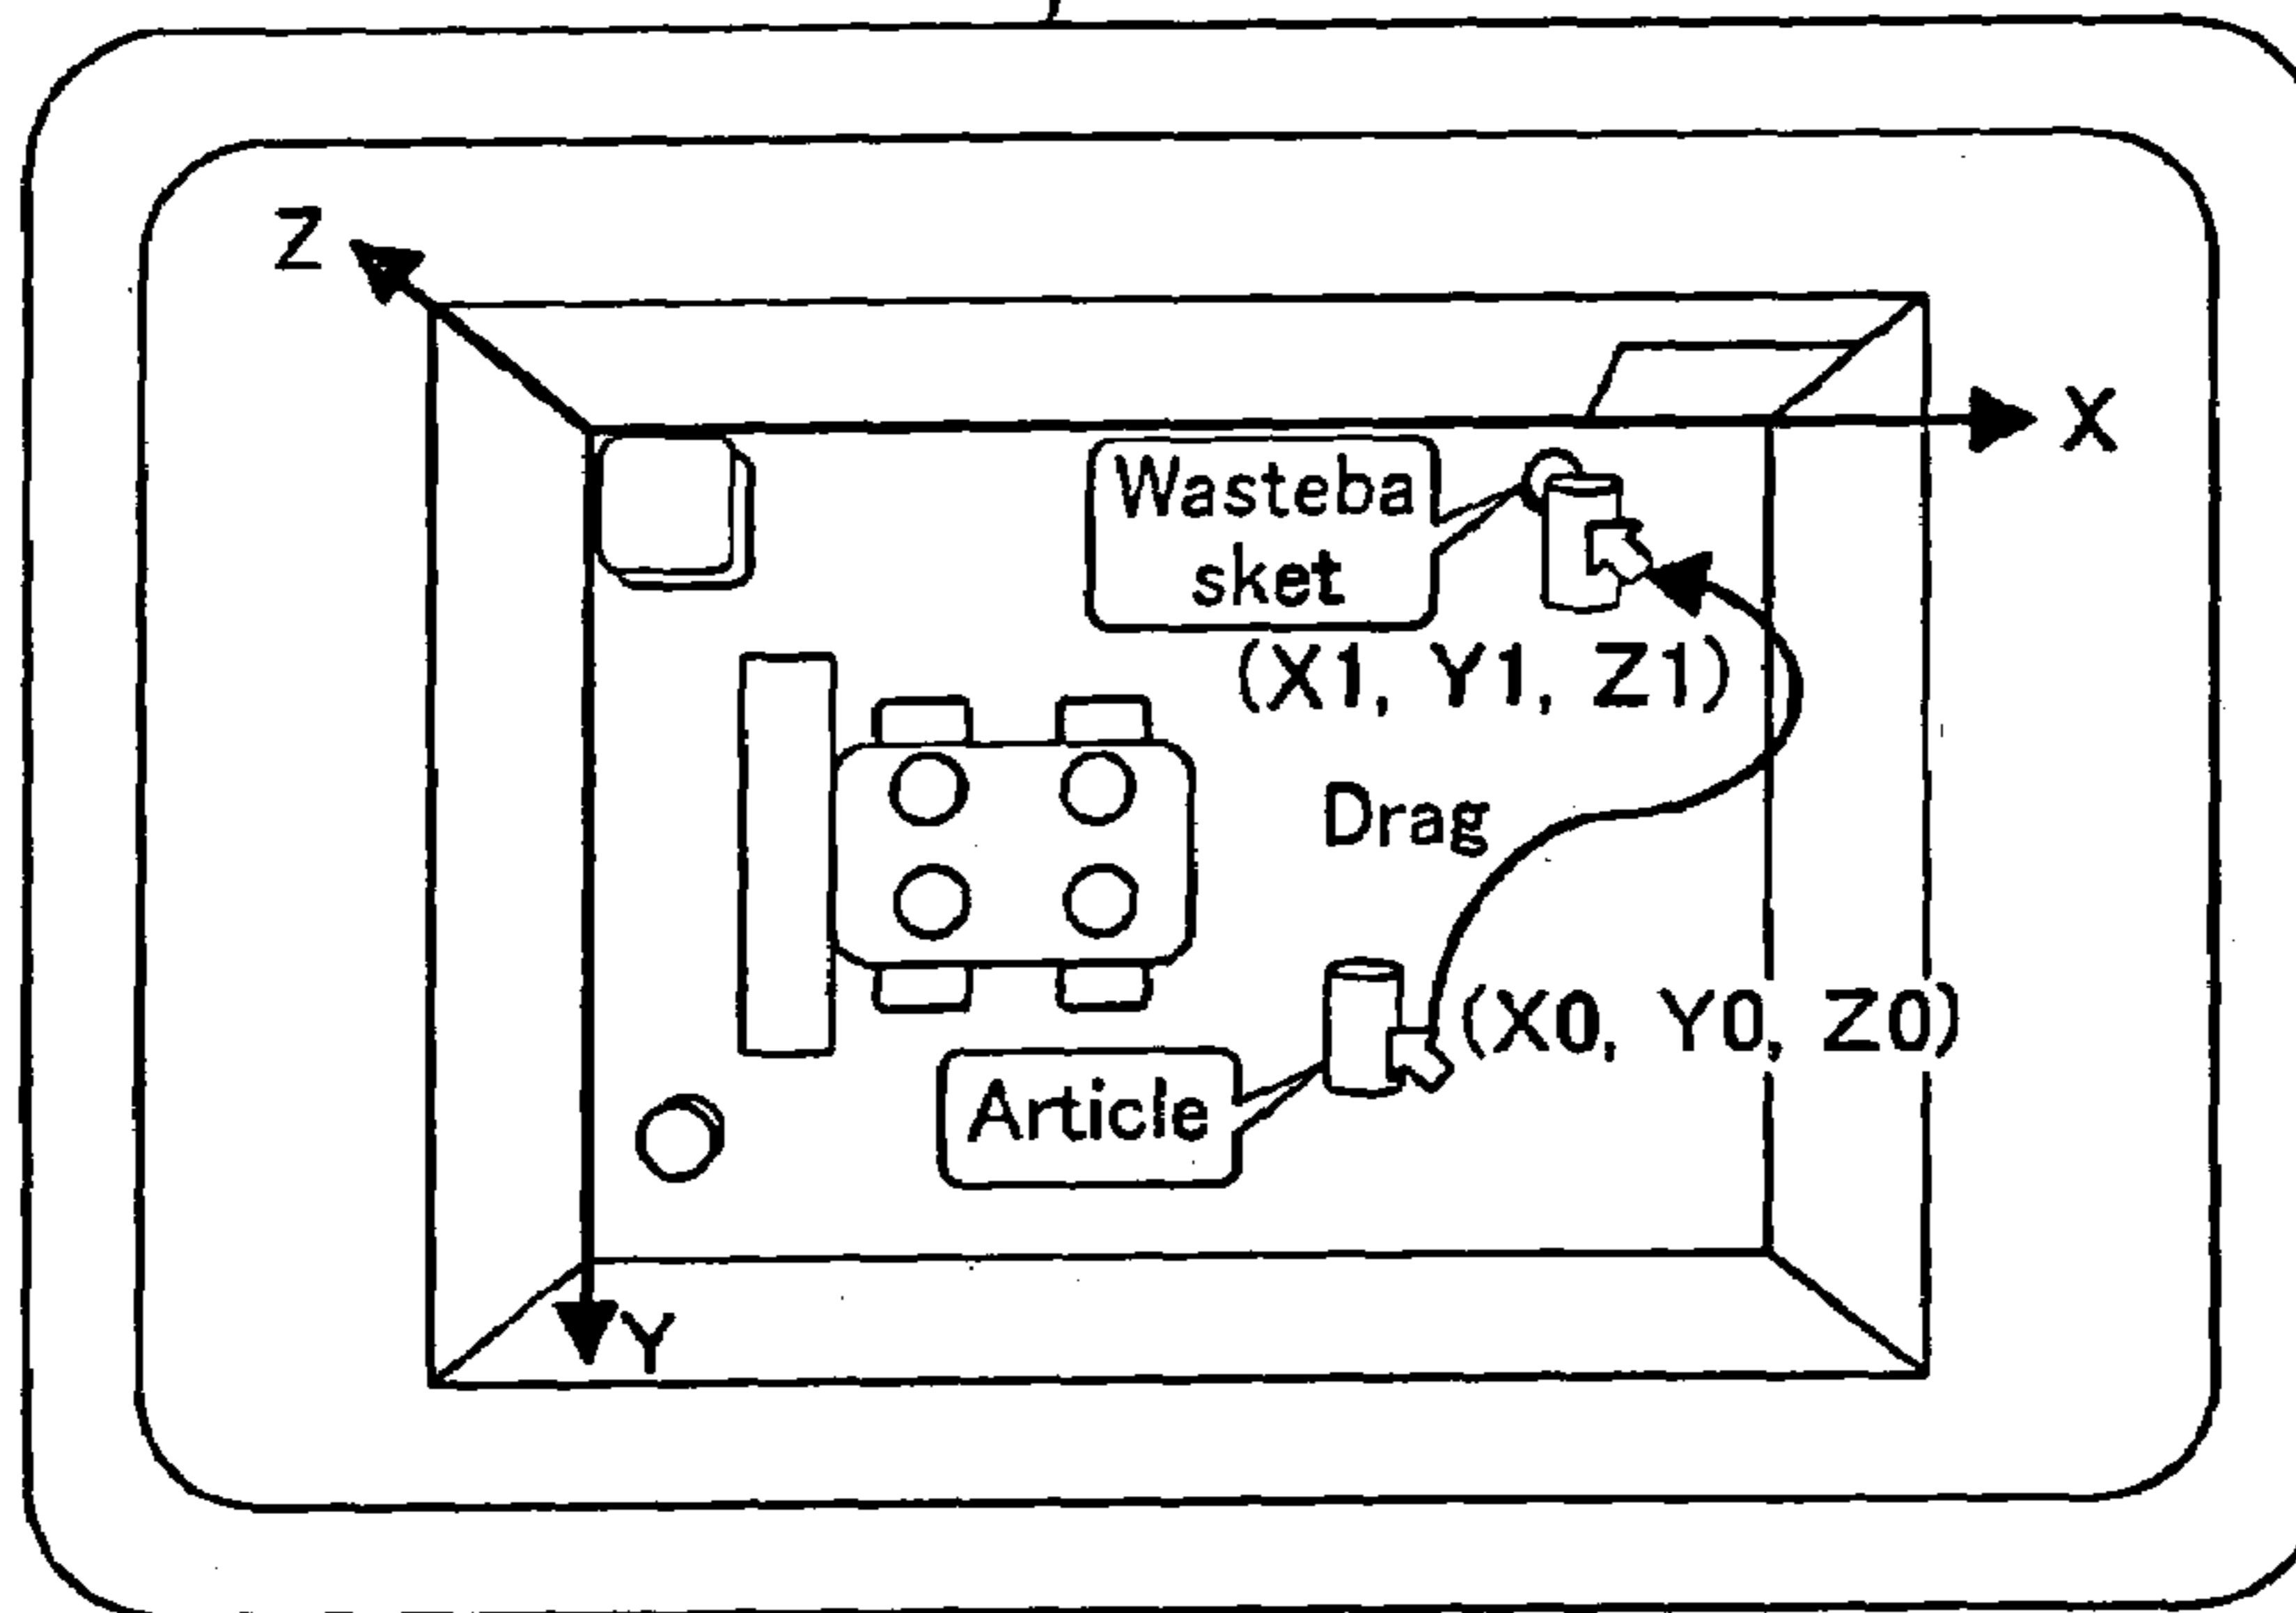 Z
X
Wasteba
sket
(X1, Y1, Z1)
Drag
(X0, Y0, Z0)
Article
Y